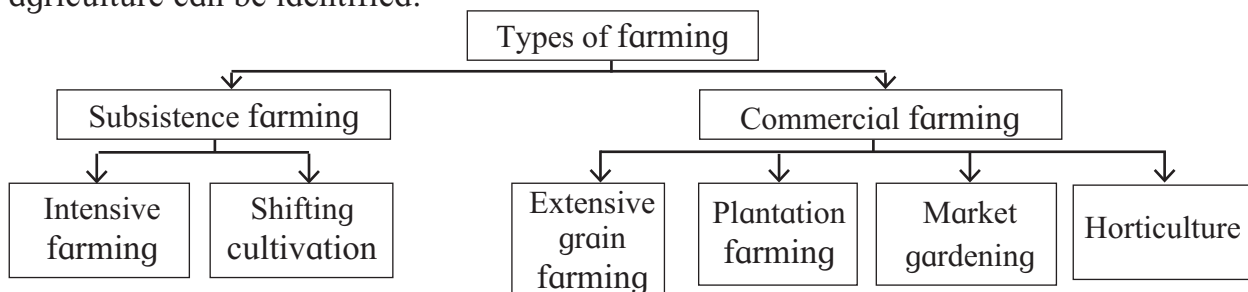 agriculture can be identified.
Types of farming
Subsistence farming
Commercial farming
Intensive
farming
Shifting
cultivation
Extensive
grain
farming
Plantation
farming
Market
gardening
Horticulture